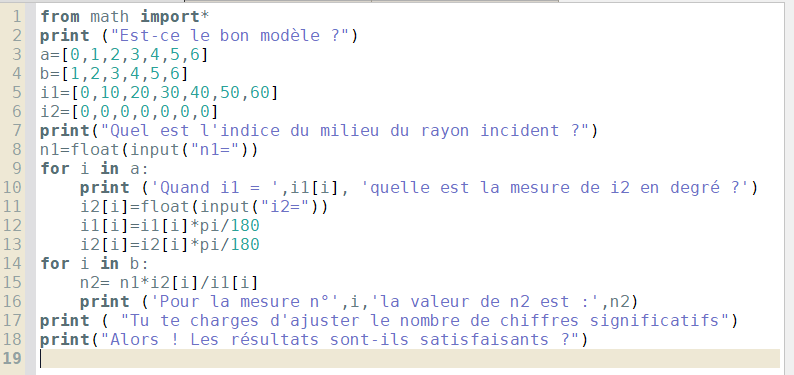 1 from math import*
2 print ("Est-ce le bon modèle ?")
3 a=[0,1,2,3,4,5,6]
4 b=[1,2,3,4,5,6]
5 i1=[0,10,20,30,40,50,60]
6 i2=[0,0,0,0,0,0,0]
7 print("Quel est l'indice du milieu du rayon incident ?")
8 n1=float(input("n1="))
9 for i in a:
10     print ('Quand i1 = ',i1[i], 'quelle est la mesure de i2 en degré ?')
11     i2[i]=float(input("i2="))
12     i1[i]=i1[i]*pi/180
13     i2[i]=i2[i]*pi/180
14 for i in b:
15     n2= n1*i2[i]/i1[i]
16     print ('Pour la mesure n°',i,'la valeur de n2 est :',n2)
17 print ( "Tu te charges d'ajuster le nombre de chiffres significatifs")
18 print("Alors ! Les résultats sont-ils satisfaisants ?")
19